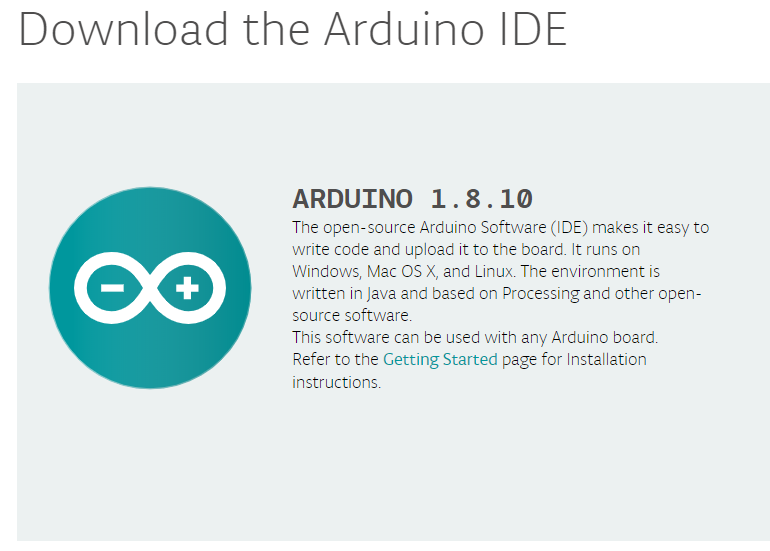 Download the Arduino IDE
ARDUINO 1.8.10
The open-source Arduino Software (IDE) makes it easy to
write code and upload it to the board. It runs on
Windows, Mac OS X, and Linux. The environment is
written in Java and based on Processing and other open-
source software.
This software can be used with any Arduino board.
Refer to the Getting Started page for Installation
instructions.